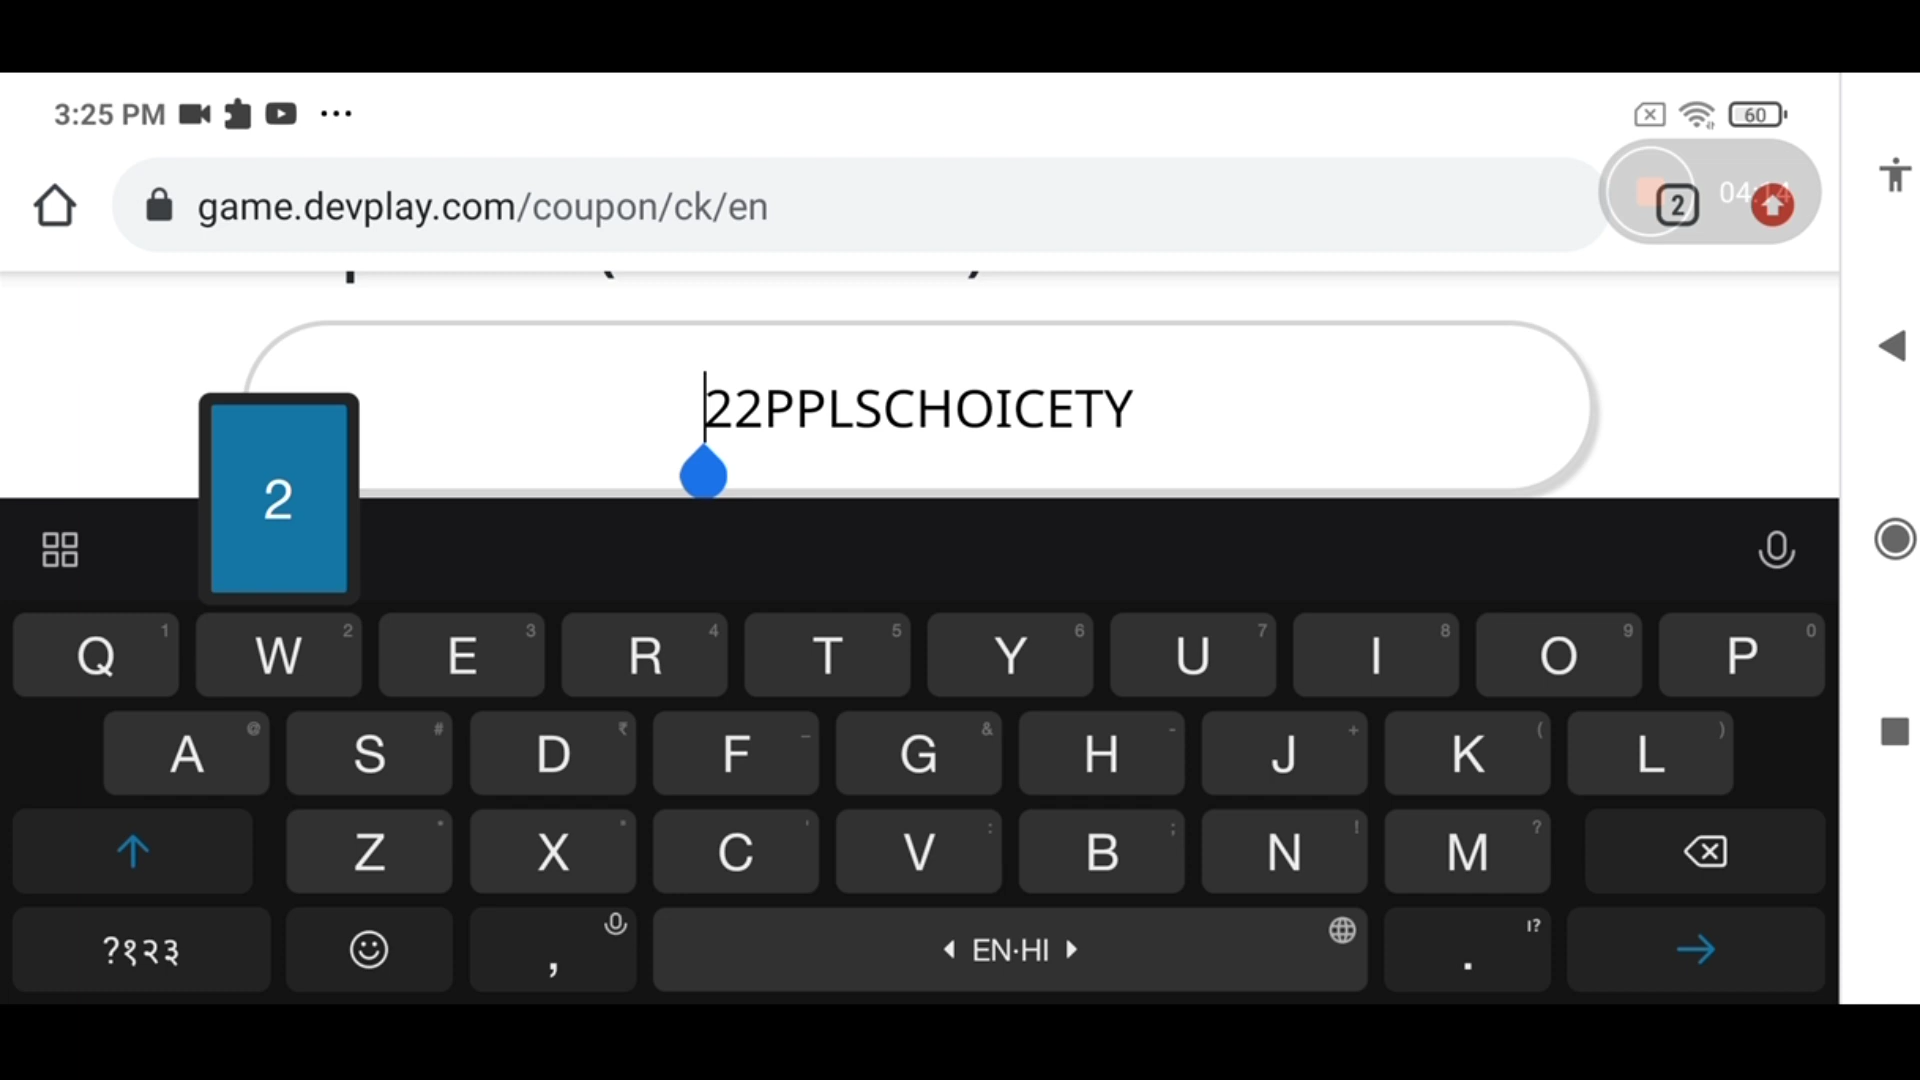 3:25 PM
60
game.devplay.com/coupon/ck/en
2
22PPLSCHOICETY
2
Q 1 W 2 E 3 R 4 T 5 Y 6 U 7 I 8 O 9 P 0
A @ S # D ₹ F _ G & H - J + K ( L )
Z X C ' V : B ; N ! M ?
?१२३ , EN·HI . !?